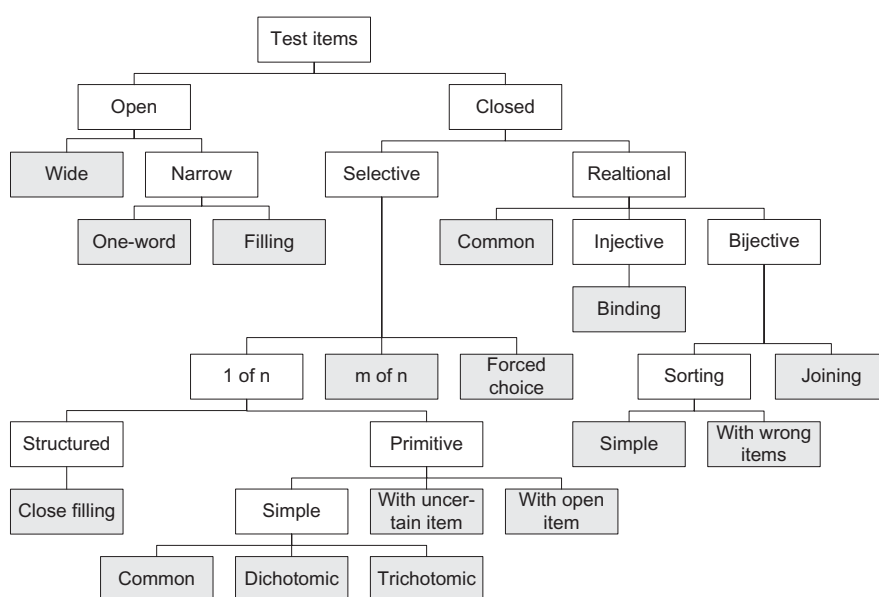 Test items
Open
Closed
Wide
Narrow
Selective
Realtional
One-word
Filling
Common
Injective
Bijective
Binding
1 of n
m of n
Forced
choice
Sorting
Joining
Structured
Primitive
Simple
With wrong
items
Close filling
Simple
With uncer-
tain item
With open
item
Common
Dichotomic
Trichotomic